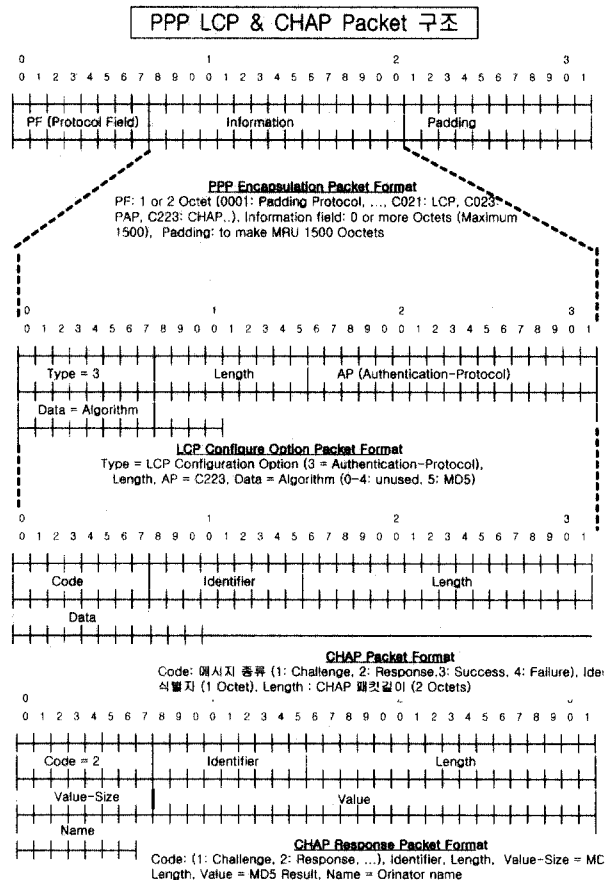 PPP LCP & CHAP Packet 구조
0 1 2 3
0 1 2 3 4 5 6 7 8 9 0 1 2 3 4 5 6 7 8 9 0 1 2 3 4 5 6 7 8 9 0 1
PF (Protocol Field) Information Padding
PPP Encapsulation Packet Format
PF: 1 or 2 Octet (0001: Padding Protocol, ..., C021: LCP, C023:
PAP, C223: CHAP,.). Information field: 0 or more Octets (Maximum
1500), Padding: to make MRU 1500 Ooctets
0 1 2 3
0 1 2 3 4 5 6 7 8 9 0 1 2 3 4 5 6 7 8 9 0 1 2 3 4 5 6 7 8 9 0 1
Type = 3 Length AP (Authentication-Protocol)
Data = Algorithm
LCP Configure Option Packet Format
Type = LCP Configuration Option (3 = Authentication-Protocol),
Length, AP = C223, Data = Algorithm (0-4: unused, 5: MD5)
0 1 2 3
0 1 2 3 4 5 6 7 8 9 0 1 2 3 4 5 6 7 8 9 0 1 2 3 4 5 6 7 8 9 0 1
Code Identifier Length
Data
CHAP Packet Format
Code: 메시지 종류 (1: Challenge, 2: Response,3: Success, 4: Failure), Ide
식별자 (1 Octet), Length : CHAP 패킷길이 (2 Octets)
0
0 1 2 3 4 5 6 7 8 9 0 1 2 3 4 5 6 7 8 9 0 1 2 3 4 5 6 7 8 9 0 1
Code = 2 Identifier Length
Value-Size Value
Name
CHAP Response Packet Format
Code: (1: Challenge, 2: Response, ...), Identifier, Length, Value-Size = MD
Length, Value = MD5 Result, Name = Orinator name